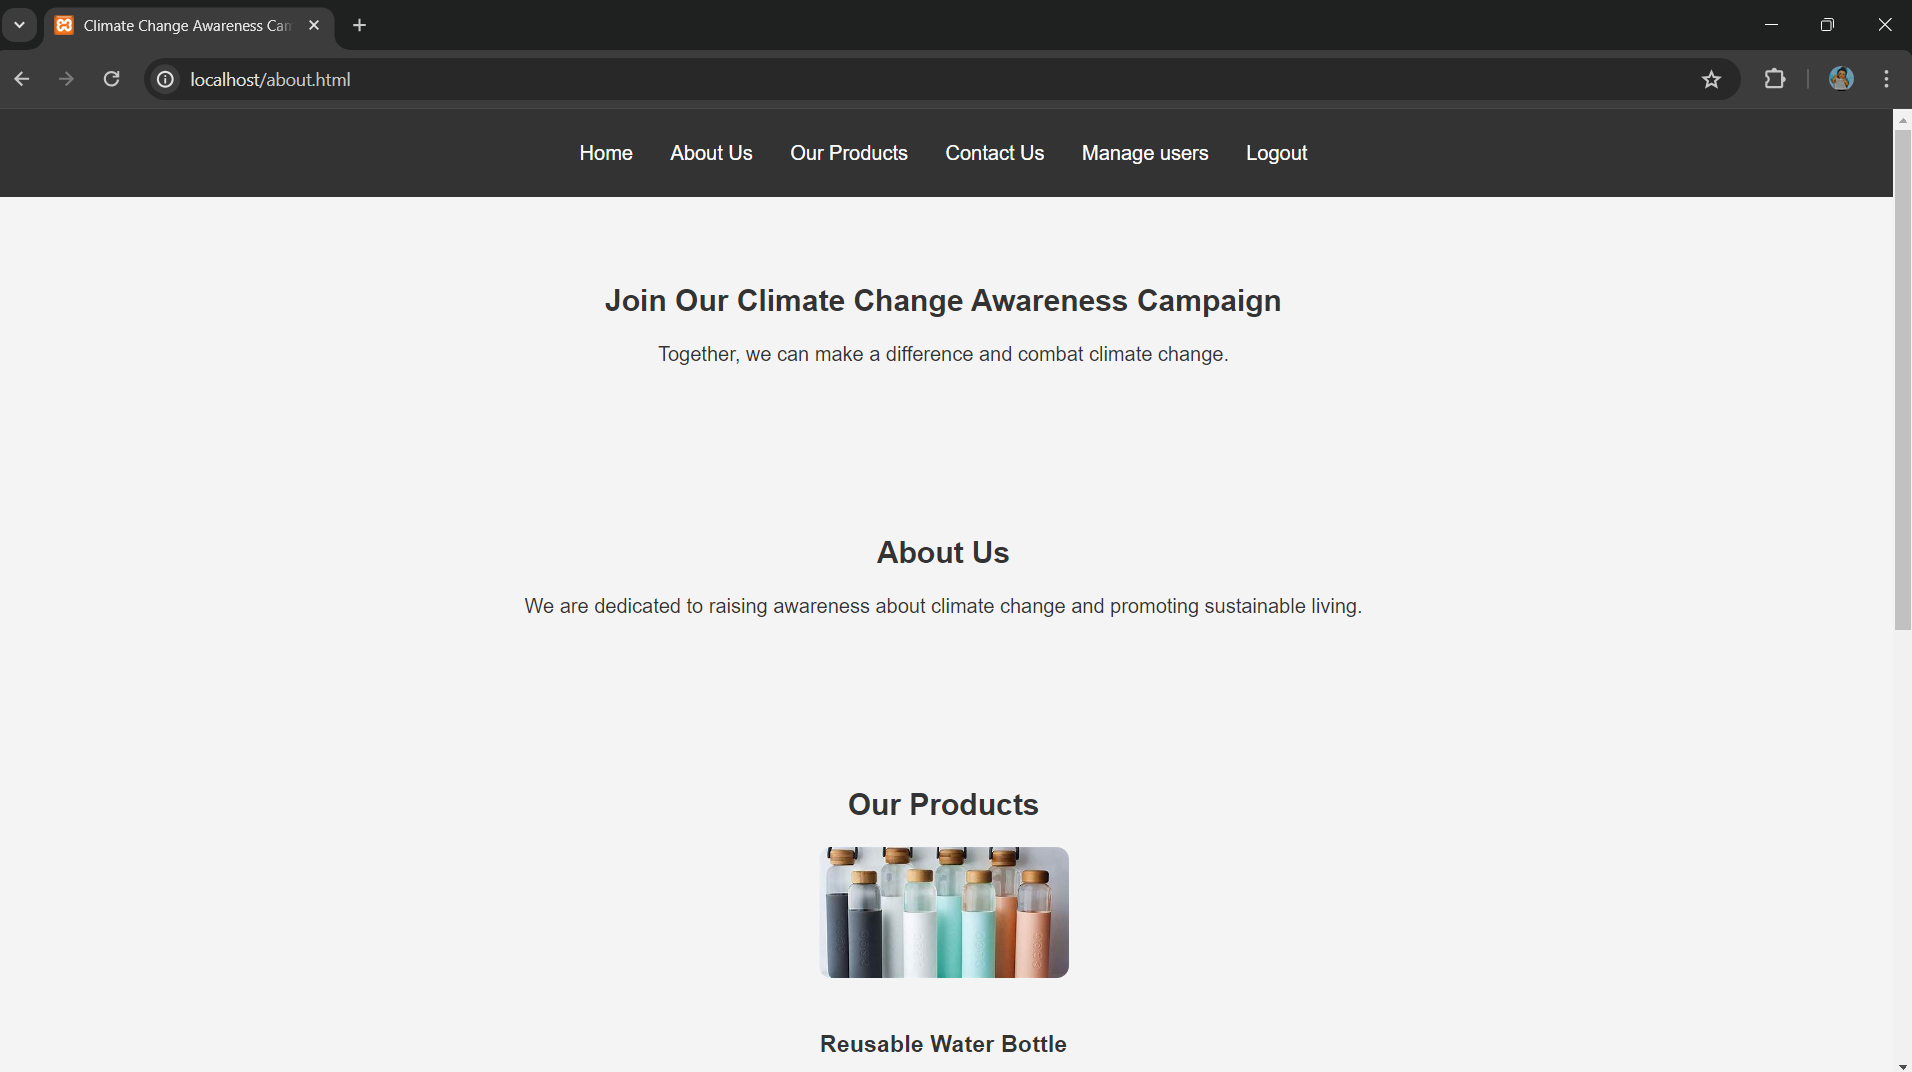 Climate Change Awareness Can
localhost/about.html
Home About Us Our Products Contact Us Manage users Logout
Join Our Climate Change Awareness Campaign
Together, we can make a difference and combat climate change.
About Us
We are dedicated to raising awareness about climate change and promoting sustainable living.
Our Products
Reusable Water Bottle